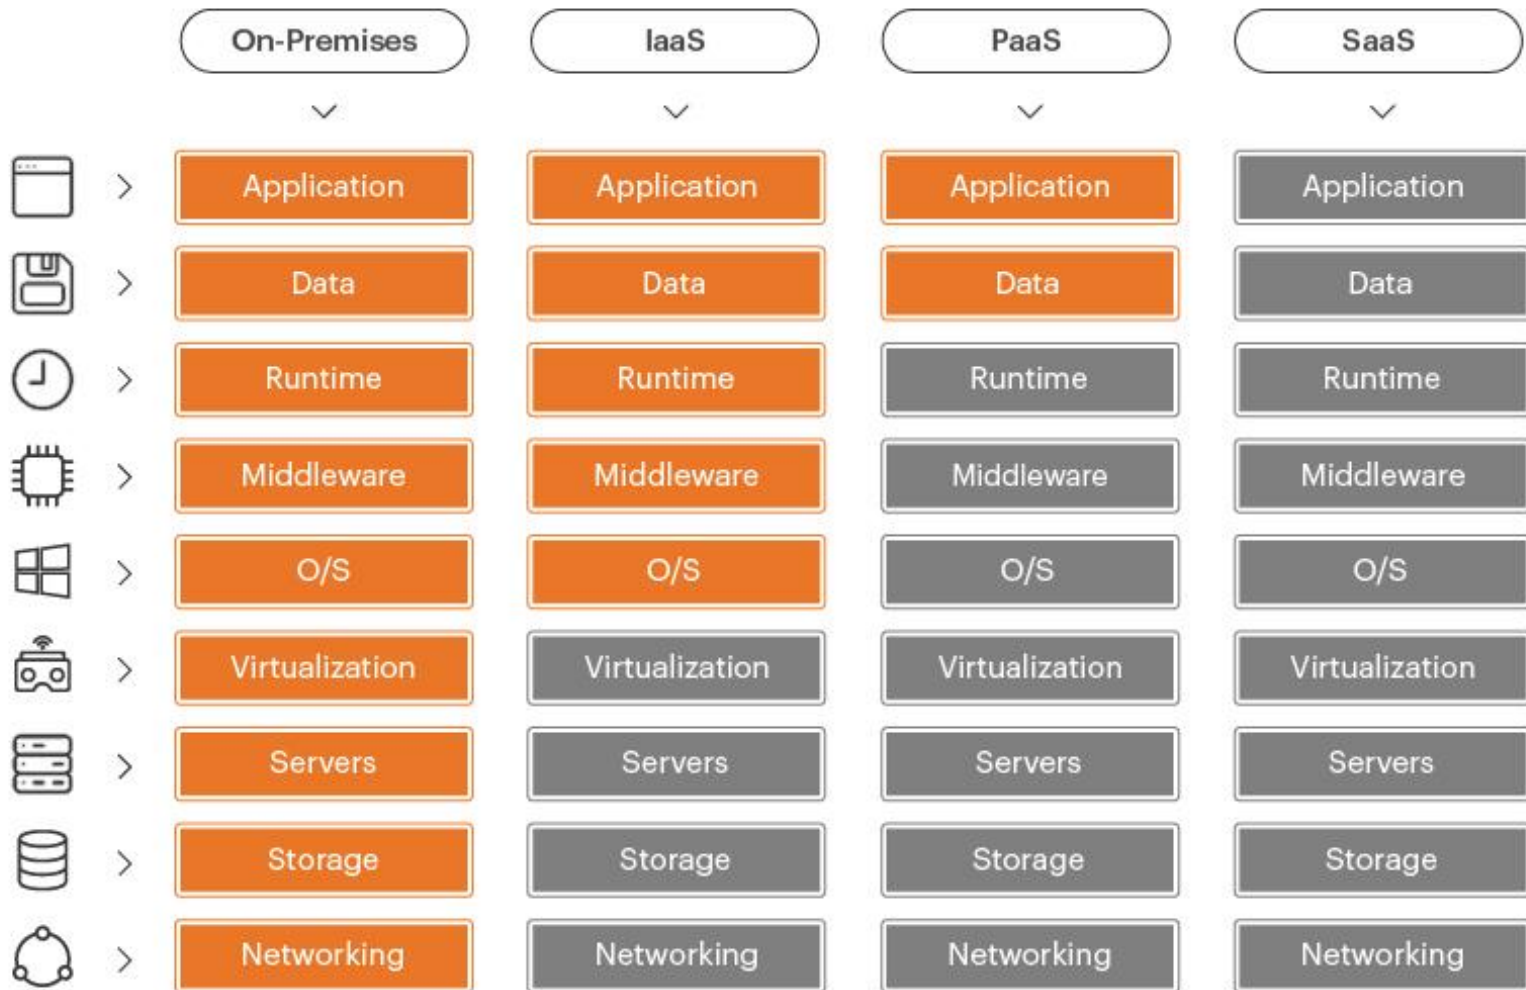 On-Premises IaaS PaaS SaaS
Application Application Application Application
Data Data Data Data
Runtime Runtime Runtime Runtime
Middleware Middleware Middleware Middleware
O/S O/S O/S O/S
Virtualization Virtualization Virtualization Virtualization
Servers Servers Servers Servers
Storage Storage Storage Storage
Networking Networking Networking Networking